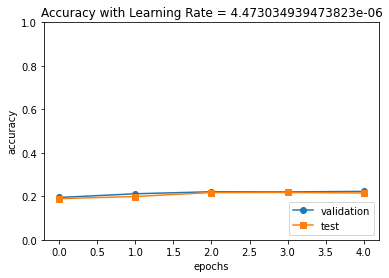 Accuracy with Learning Rate = 4.473034939473823e-06
1.0
0.8
0.6
0.4
0.2
0.0
accuracy
0.0 0.5 1.0 1.5 2.0 2.5 3.0 3.5 4.0
epochs
validation
test